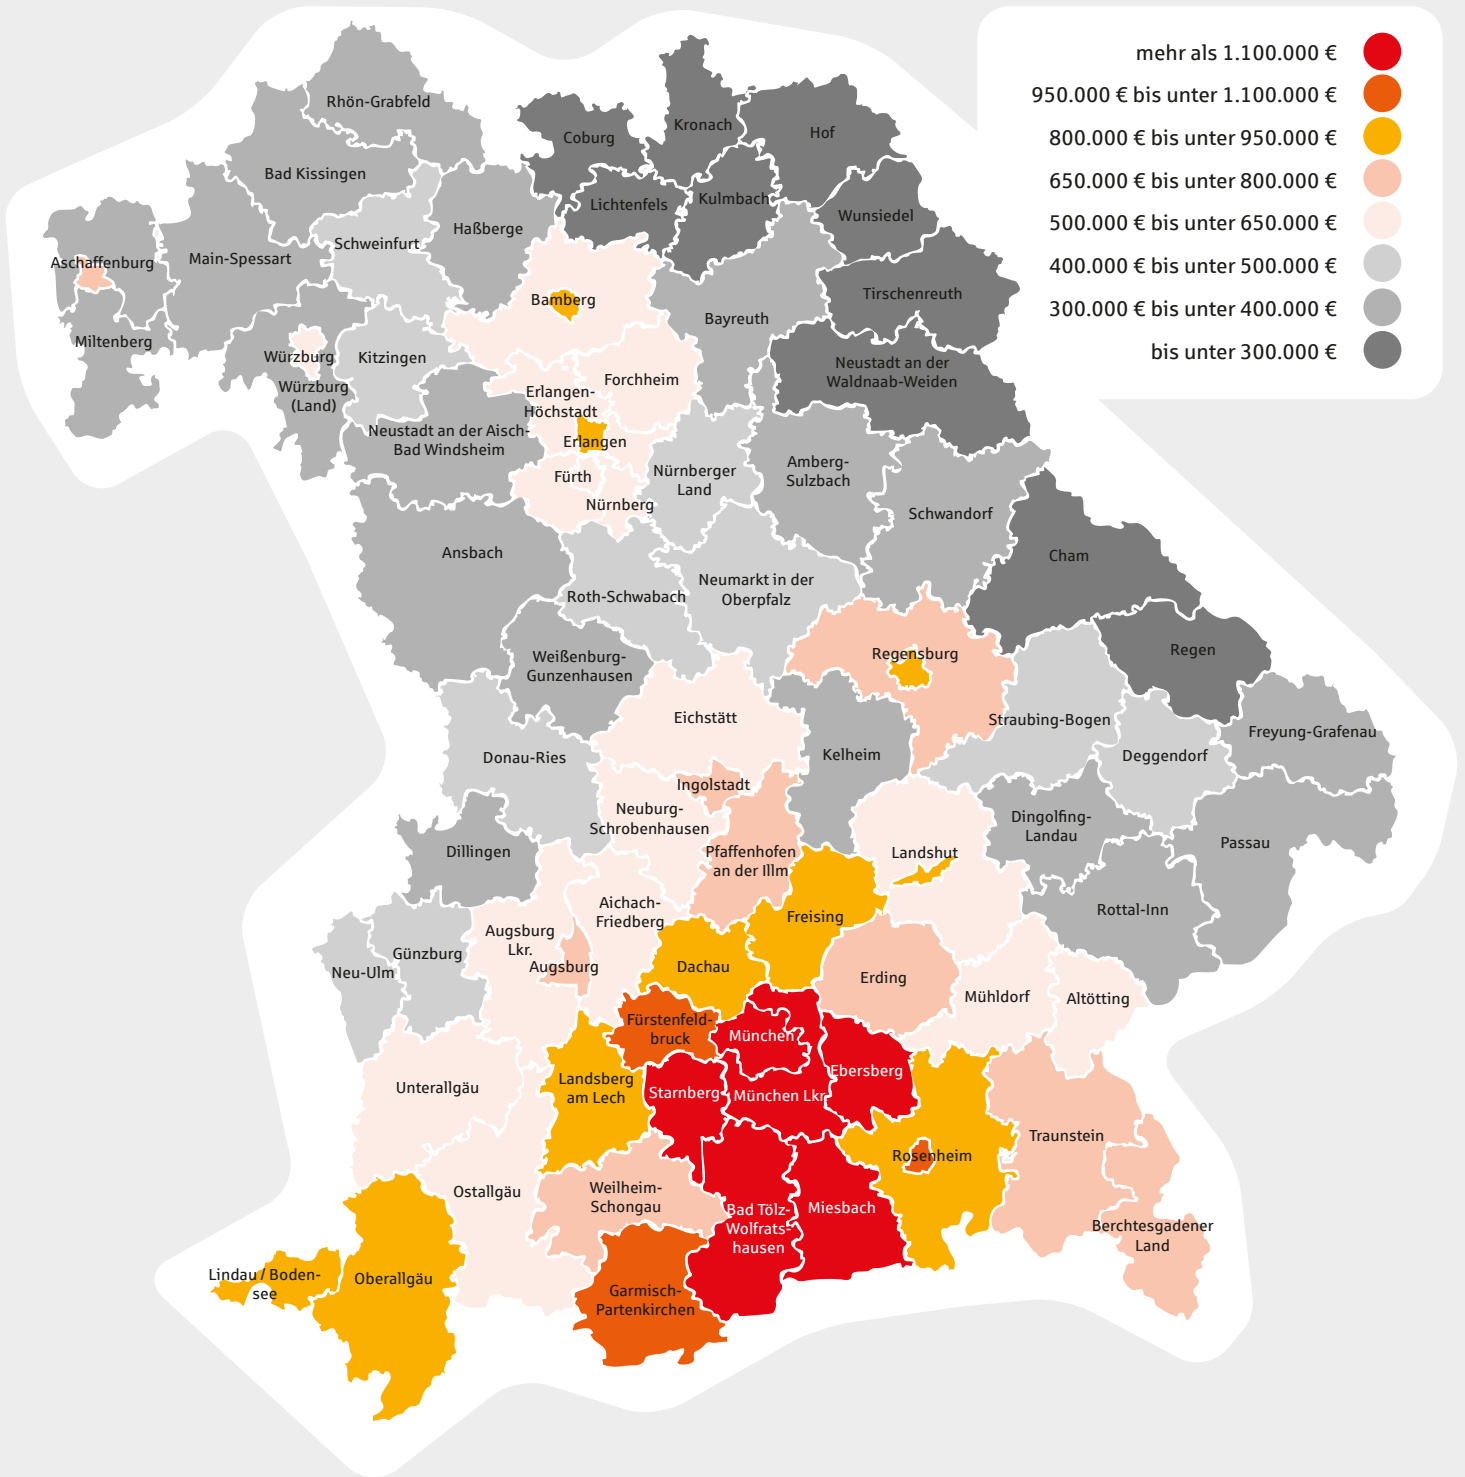 mehr als 1.100.000 €
950.000 € bis unter 1.100.000 €
800.000 € bis unter 950.000 €
650.000 € bis unter 800.000 €
500.000 € bis unter 650.000 €
400.000 € bis unter 500.000 €
300.000 € bis unter 400.000 €
bis unter 300.000 €
Rhön-Grabfeld
Bad Kissingen
Coburg
Kronach
Hof
Lichtenfels
Kulmbach
Wunsiedel
Haßberge
Schweinfurt
Main-Spessart
Aschaffenburg
Miltenberg
Würzburg
Würzburg
(Land)
Kitzingen
Bamberg
Bayreuth
Tirschenreuth
Neustadt an der
Waldnaab-Weiden
Forchheim
Erlangen-
Höchstadt
Erlangen
Neustadt an der Aisch-
Bad Windsheim
Fürth
Nürnberg
Nürnberger
Land
Amberg-
Sulzbach
Schwandorf
Cham
Ansbach
Roth-Schwabach
Neumarkt in der
Oberpfalz
Weißenburg-
Gunzenhausen
Regensburg
Regen
Straubing-Bogen
Deggendorf
Freyung-Grafenau
Eichstätt
Kelheim
Donau-Ries
Ingolstadt
Neuburg-
Schrobenhausen
Pfaffenhofen
an der Illm
Landshut
Dingolfing-
Landau
Passau
Rottal-Inn
Dillingen
Aichach-
Friedberg
Augsburg
Lkr.
Augsburg
Günzburg
Neu-Ulm
Dachau
Freising
Erding
Mühldorf
Altötting
Fürstenfeld-
bruck
München
Ebersberg
Landsberg
am Lech
Starnberg
München Lkr
Unterallgäu
Traunstein
Rosenheim
Ostallgäu
Weilheim-
Schongau
Bad Tölz-
Wolfrats-
hausen
Miesbach
Berchtesgadener
Land
Lindau / Boden-
see
Oberallgäu
Garmisch-
Partenkirchen